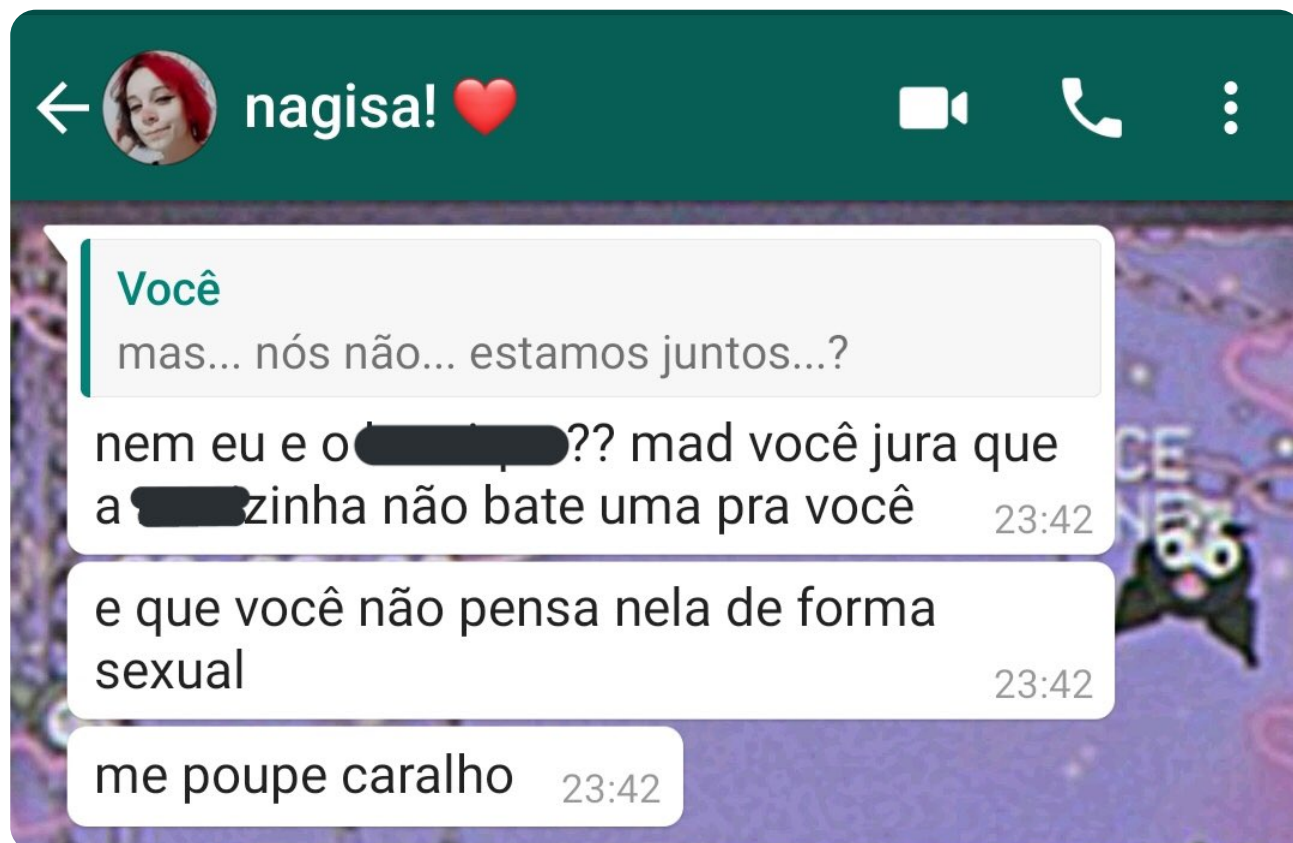 nagisa! ❤️
Você
mas... nós não... estamos juntos...?
nem eu e o ?? mad você jura que
a zinha não bate uma pra você 23:42
e que você não pensa nela de forma
sexual 23:42
me poupe caralho 23:42